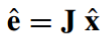 ê = J x̂